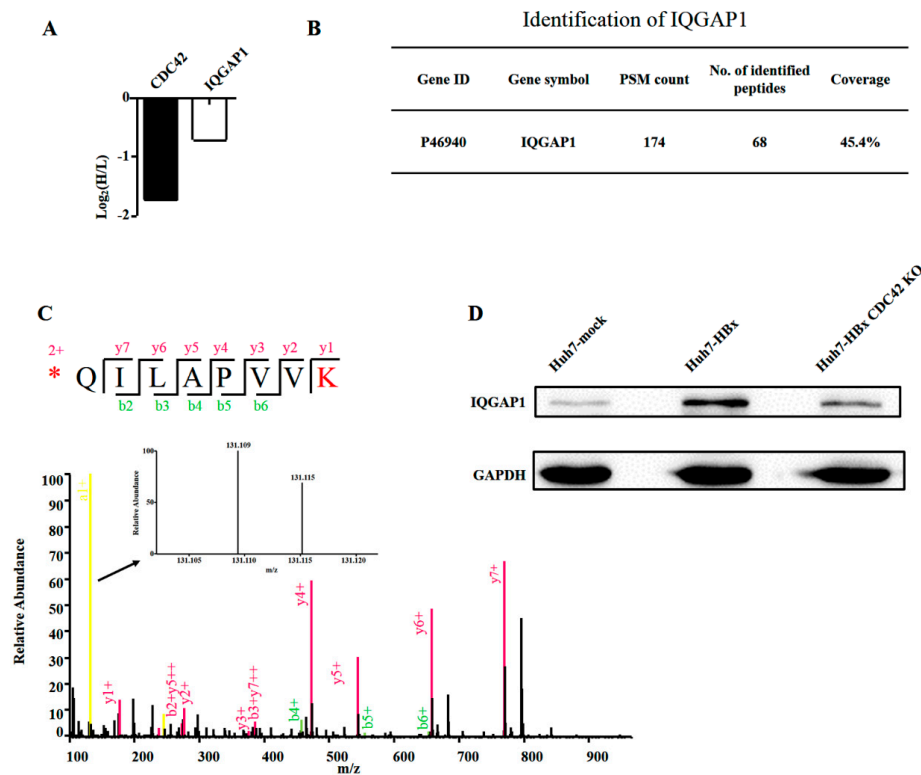 A
CDC42
IQGAP1
0
-1
-2
Log2(H/L)
B
Identification of IQGAP1
Gene ID Gene symbol PSM count No. of identified peptides Coverage
P46940 IQGAP1 174 68 45.4%
C
2+ y7 y6 y5 y4 y3 y2 y1
* Q I L A P V V K
b2 b3 b4 b5 b6
Relative Abundance
100
90
80
70
60
50
40
30
20
10
0
a1+
y1+
b2+y5++
y2+
y3+
b3+y7++
b4+
y4+
y5+
b5+
b6+
y6+
y7+
100 200 300 400 500 600 700 800 900
m/z
Relative Abundance
100
50
0
131.109
131.115
131.105 131.110 131.115 131.120
m/z
D
Huh7-mock
Huh7-HBx
Huh7-HBx CDC42 KO
IQGAP1
GAPDH